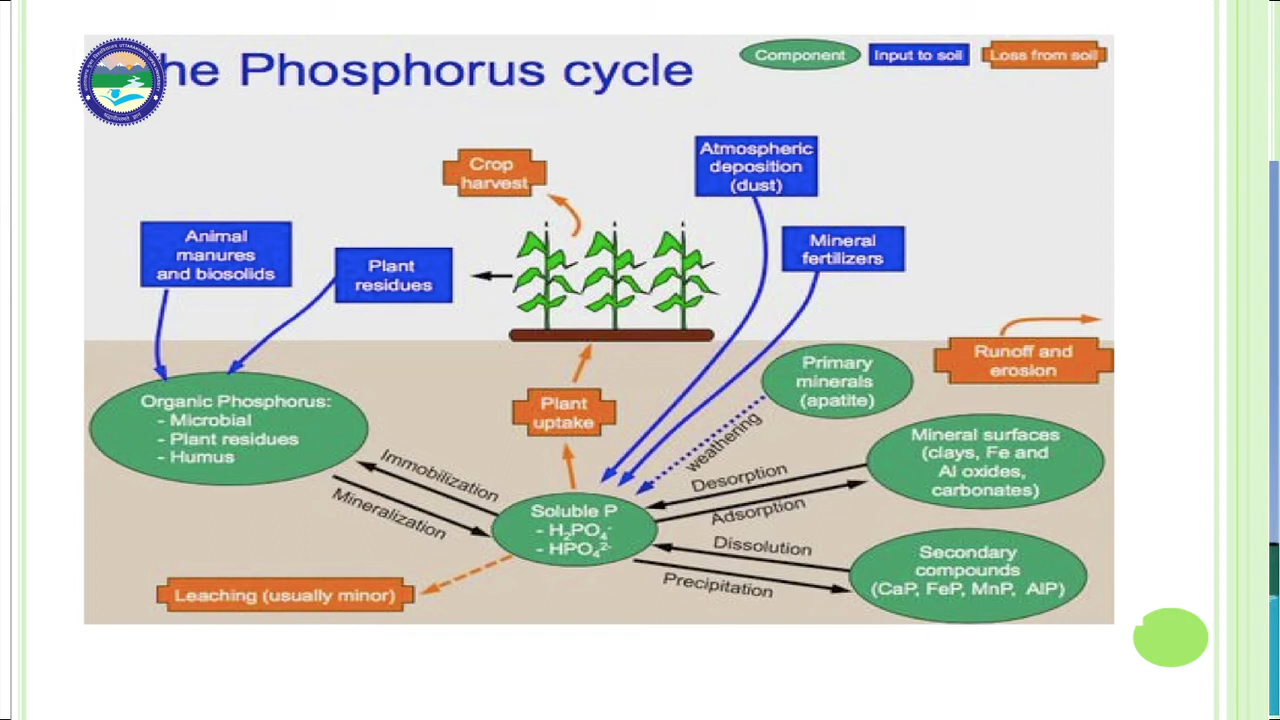 he Phosphorus cycle
Component
Input to soil
Loss from soil
Atmospheric
deposition
(dust)
Crop
harvest
Animal
manures
and biosolids
Plant
residues
Mineral
fertilizers
Runoff and
erosion
Primary
minerals
(apatite)
Organic Phosphorus:
- Microbial
- Plant residues
- Humus
Plant
uptake
weathering
Mineral surfaces
(clays, Fe and
Al oxides,
carbonates)
Immobilization
Mineralization
Desorption
Adsorption
Soluble P
- H₂PO₄⁻
- HPO₄²⁻
Dissolution
Precipitation
Secondary
compounds
(CaP, FeP, MnP, AlP)
Leaching (usually minor)